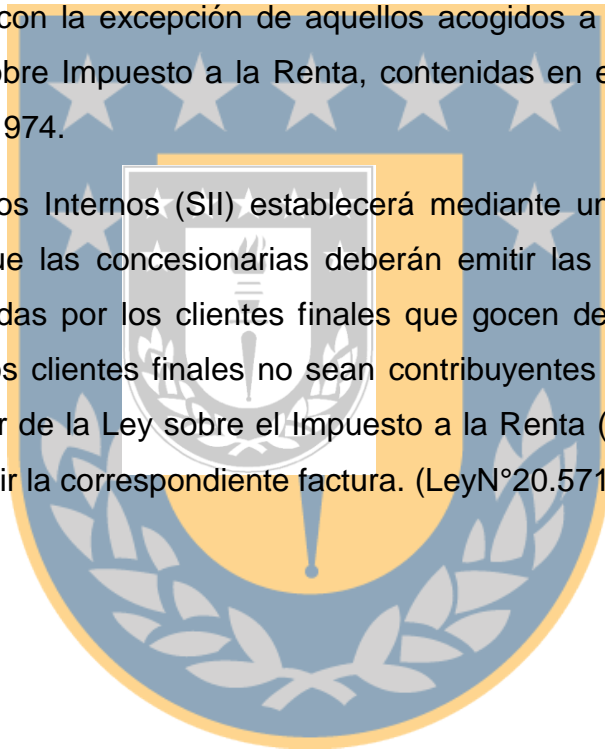 con la excepción de aquellos acogidos a
bre Impuesto a la Renta, contenidas en e
974.
os Internos (SII) establecerá mediante un
ue las concesionarias deberán emitir las
das por los clientes finales que gocen de
s clientes finales no sean contribuyentes
r de la Ley sobre el Impuesto a la Renta (
ir la correspondiente factura. (LeyN°20.571